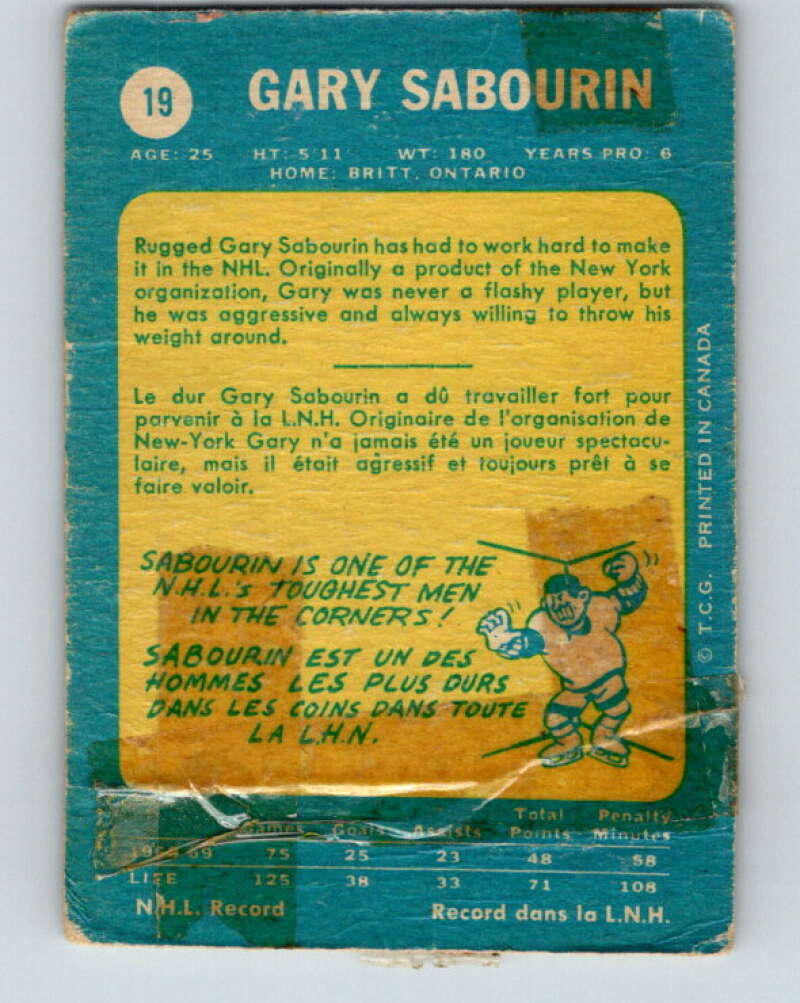 19
GARY SABOURIN
AGE: 25 HT: 5'11 WT: 180 YEARS PRO: 6
HOME: BRITT, ONTARIO
Rugged Gary Sabourin has had to work hard to make
it in the NHL. Originally a product of the New York
organization, Gary was never a flashy player, but
he was aggressive and always willing to throw his
weight around.
Le dur Gary Sabourin a dû travailler fort pour
parvenir à la L.N.H. Originaire de l'organisation de
New-York Gary n'a jamais été un joueur spectacu-
laire, mais il était agressif et toujours prêt à se
faire valoir.
SABOURIN IS ONE OF THE
N.H.L.'s TOUGHEST MEN
IN THE CORNERS!
SABOURIN EST UN DES
HOMMES LES PLUS DURS
DANS LES COINS DANS TOUTE
LA L.H.N.
© T.C.G. PRINTED IN CANADA
Total Penalty
Games Goals Assists Points Minutes
1968-69 75 25 23 48 58
LIFE 125 38 33 71 108
N.H.L. Record Record dans la L.N.H.